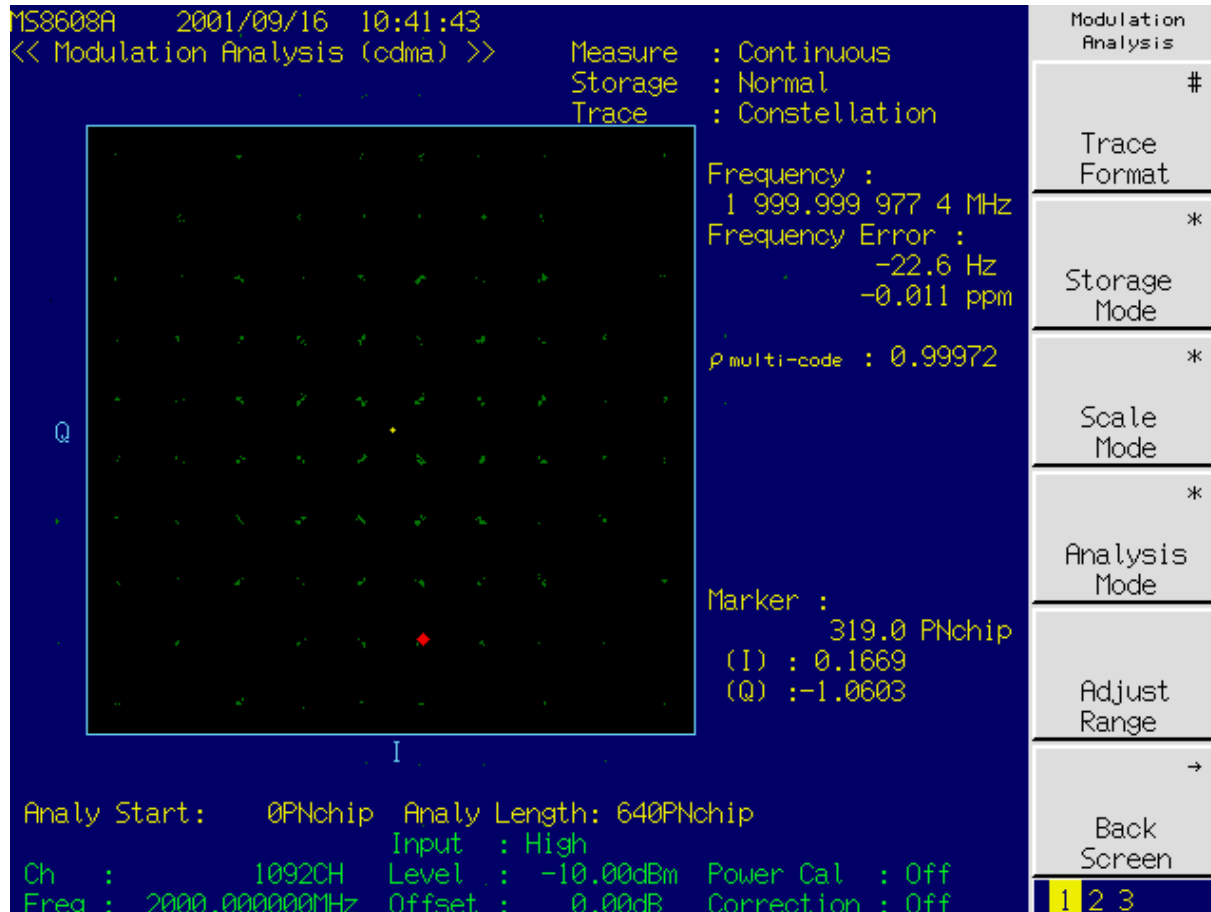 MS8608A 2001/09/16 10:41:43
<< Modulation Analysis (cdma) >>
Measure : Continuous
Storage : Normal
Trace : Constellation
Frequency :
1 999.999 977 4 MHz
Frequency Error :
-22.6 Hz
-0.011 ppm
ρ multi-code : 0.99972
Q
Marker :
319.0 PNchip
(I) : 0.1669
(Q) :-1.0603
I
Analy Start: 0PNchip Analy Length: 640PNchip
Input : High
Ch : 1092CH Level : -10.00dBm Power Cal : Off
Freq : 2000.000000MHz Offset : 0.00dB Correction : Off
Modulation
Analysis
#
Trace
Format
*
Storage
Mode
*
Scale
Mode
*
Analysis
Mode
Adjust
Range
→
Back
Screen
1 2 3